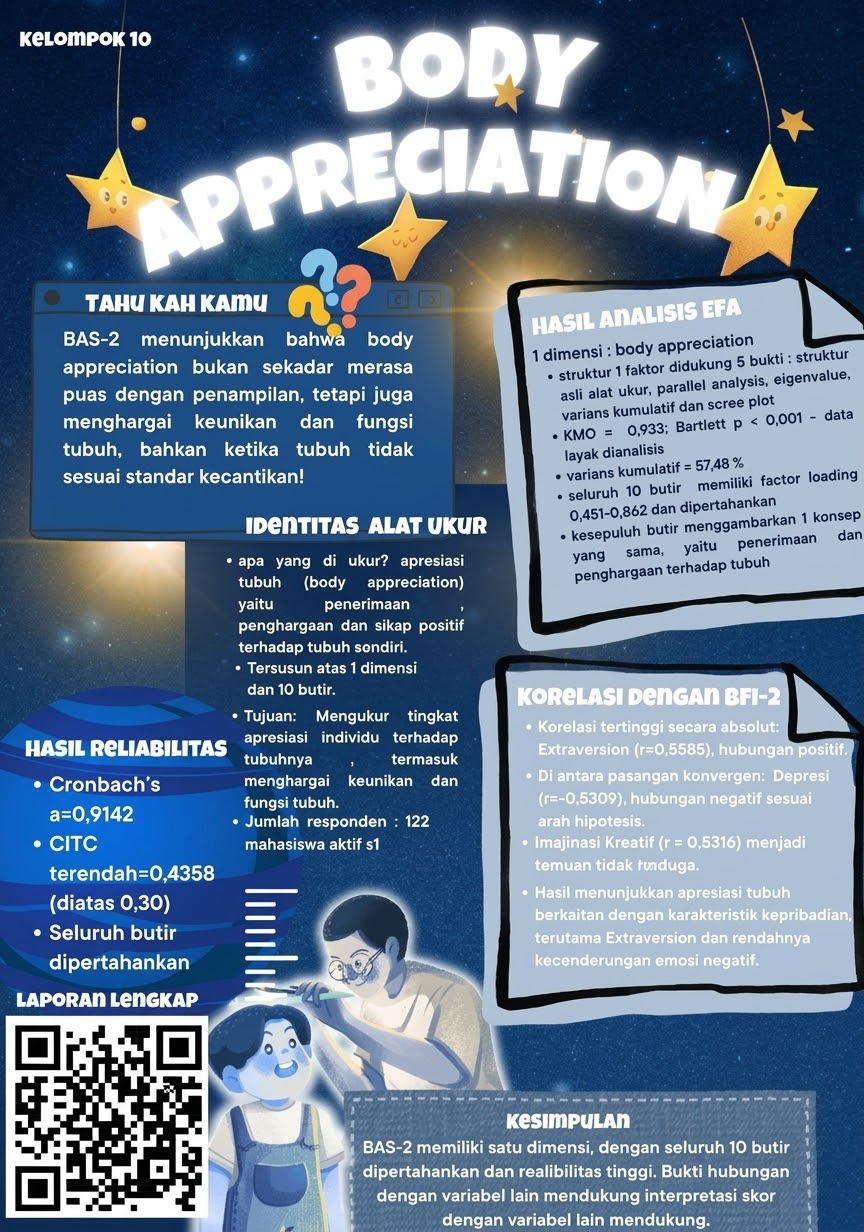 Kelompok 10
BODY
APPRECIATION
Tahu Kah Kamu
BAS-2 menunjukkan bahwa body
appreciation bukan sekadar merasa
puas dengan penampilan, tetapi juga
menghargai keunikan dan fungsi
tubuh, bahkan ketika tubuh tidak
sesuai standar kecantikan!
Identitas Alat Ukur
• apa yang di ukur? apresiasi
tubuh (body appreciation)
yaitu penerimaan ,
penghargaan dan sikap positif
terhadap tubuh sendiri.
• Tersusun atas 1 dimensi
dan 10 butir.
• Tujuan: Mengukur tingkat
apresiasi individu terhadap
tubuhnya , termasuk
menghargai keunikan dan
fungsi tubuh.
• Jumlah responden : 122
mahasiswa aktif s1
Hasil Reliabilitas
• Cronbach's
a=0,9142
• CITC
terendah=0,4358
(diatas 0,30)
• Seluruh butir
dipertahankan
Laporan Lengkap
Hasil Analisis EFA
1 dimensi : body appreciation
• struktur 1 faktor didukung 5 bukti : struktur
asli alat ukur, parallel analysis, eigenvalue,
varians kumulatif dan scree plot
• KMO = 0,933; Bartlett p < 0,001 - data
layak dianalisis
• varians kumulatif = 57,48 %
• seluruh 10 butir memiliki factor loading
0,451-0,862 dan dipertahankan
• kesepuluh butir menggambarkan 1 konsep
yang sama, yaitu penerimaan dan
penghargaan terhadap tubuh
Korelasi dengan BFI-2
• Korelasi tertinggi secara absolut:
Extraversion (r=0,5585), hubungan positif.
• Di antara pasangan konvergen: Depresi
(r=-0,5309), hubungan negatif sesuai
arah hipotesis.
• Imajinasi Kreatif (r = 0,5316) menjadi
temuan tidak
• Hasil menunjukkan apresiasi tubuh
berkaitan dengan karakteristik kepribadian,
terutama Extraversion dan rendahnya
kecenderungan emosi negatif.
Kesimpulan
BAS-2 memiliki satu dimensi, dengan seluruh 10 butir
dipertahankan dan realibilitas tinggi. Bukti hubungan
dengan variabel lain mendukung interpretasi skor
dengan variabel lain mendukung.